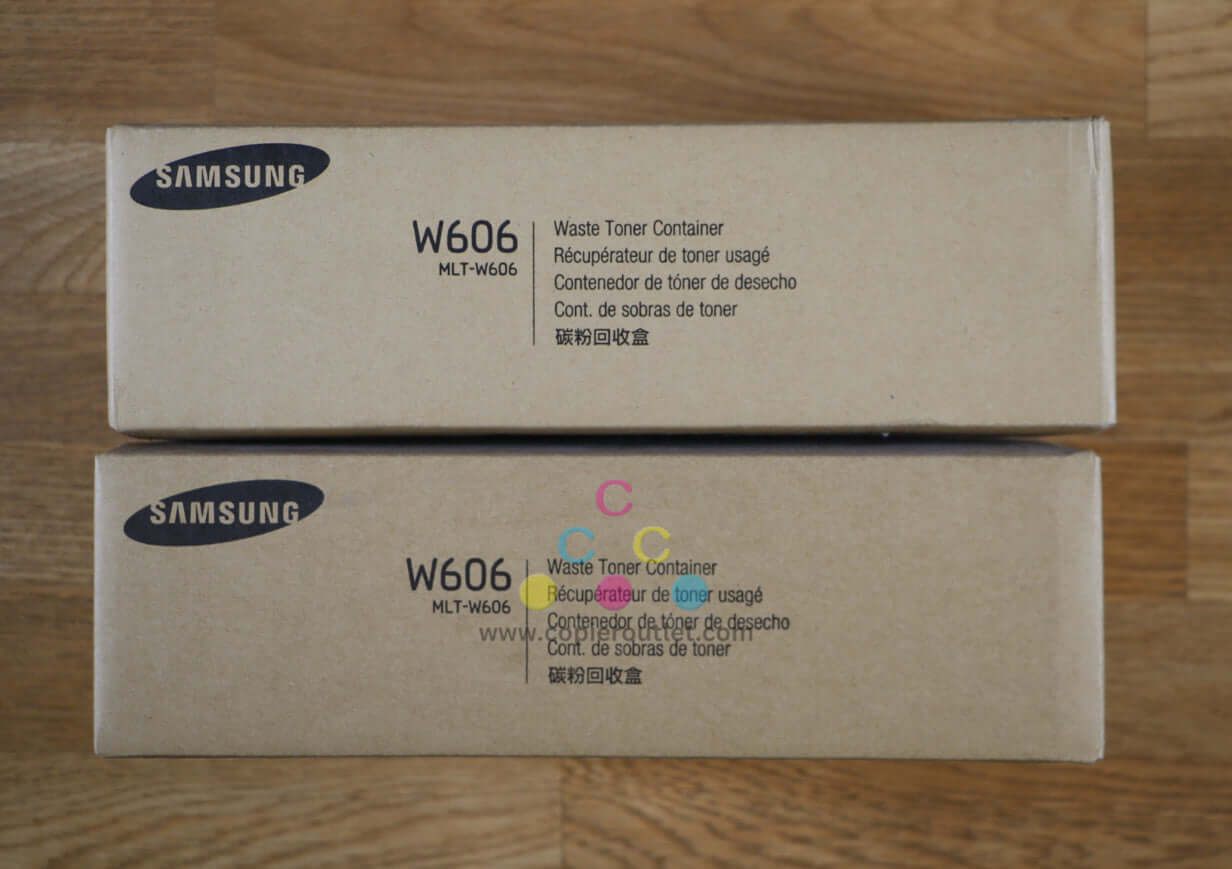 SAMSUNG
W606
MLT-W606
Waste Toner Container
Récupérateur de toner usagé
Contenedor de tóner de desecho
Cont. de sobras de toner
碳粉回收盒
SAMSUNG
W606
MLT-W606
Waste Toner Container
Récupérateur de toner usagé
Contenedor de tóner de desecho
Cont. de sobras de toner
碳粉回收盒
C
C C
www.copieroutlet.com